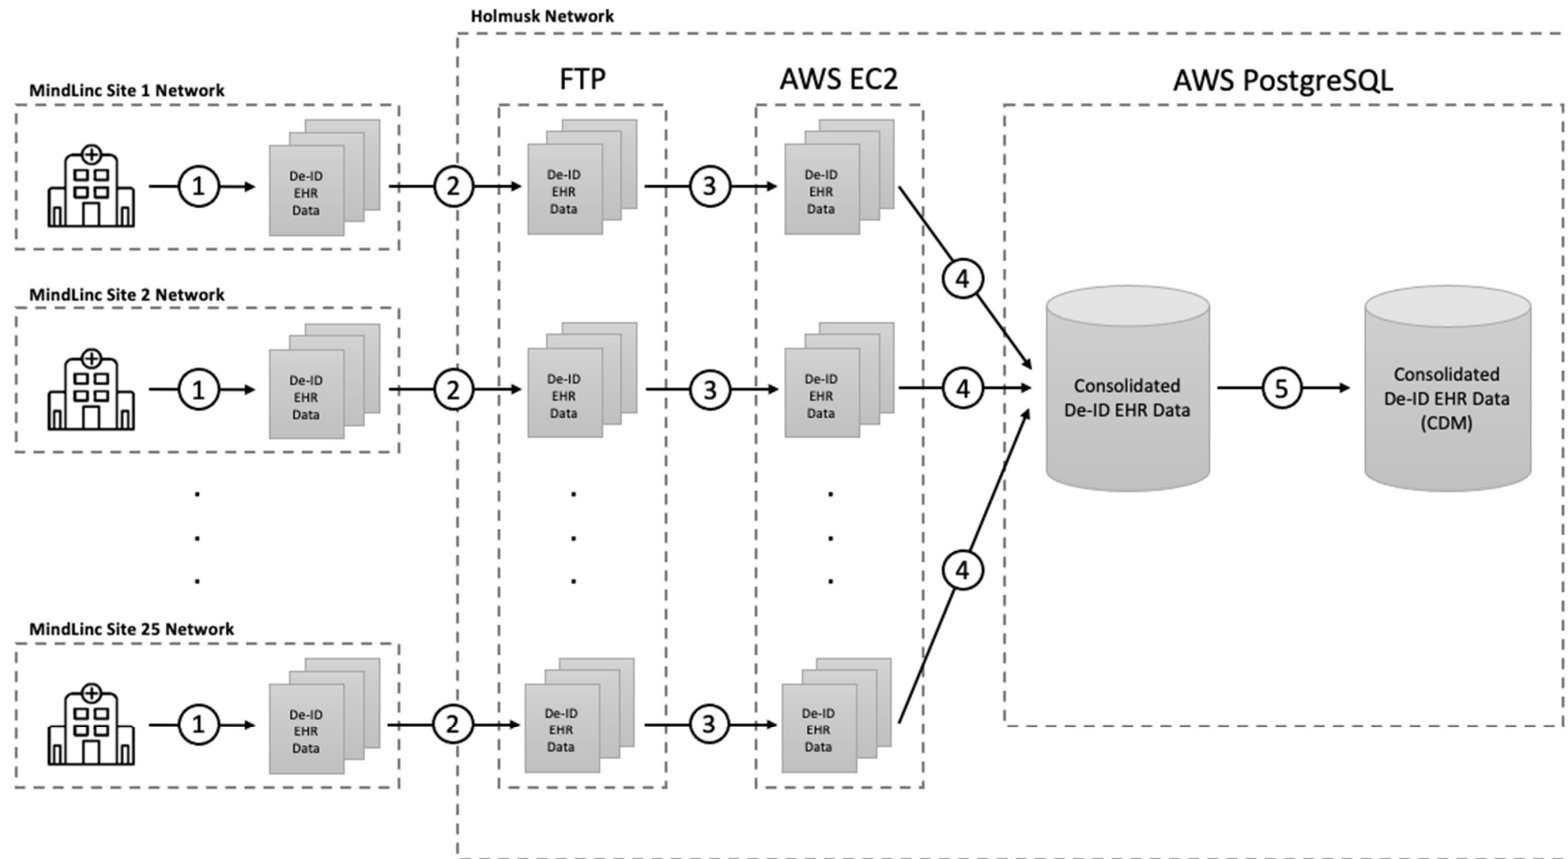 Holmusk Network
FTP
AWS EC2
AWS PostgreSQL
MindLinc Site 1 Network
1
De-ID
EHR
Data
2
De-ID
EHR
Data
3
De-ID
EHR
Data
4
MindLinc Site 2 Network
1
De-ID
EHR
Data
2
De-ID
EHR
Data
3
De-ID
EHR
Data
4
Consolidated
De-ID EHR Data
5
Consolidated
De-ID EHR Data
(CDM)
4
MindLinc Site 25 Network
1
De-ID
EHR
Data
2
De-ID
EHR
Data
3
De-ID
EHR
Data